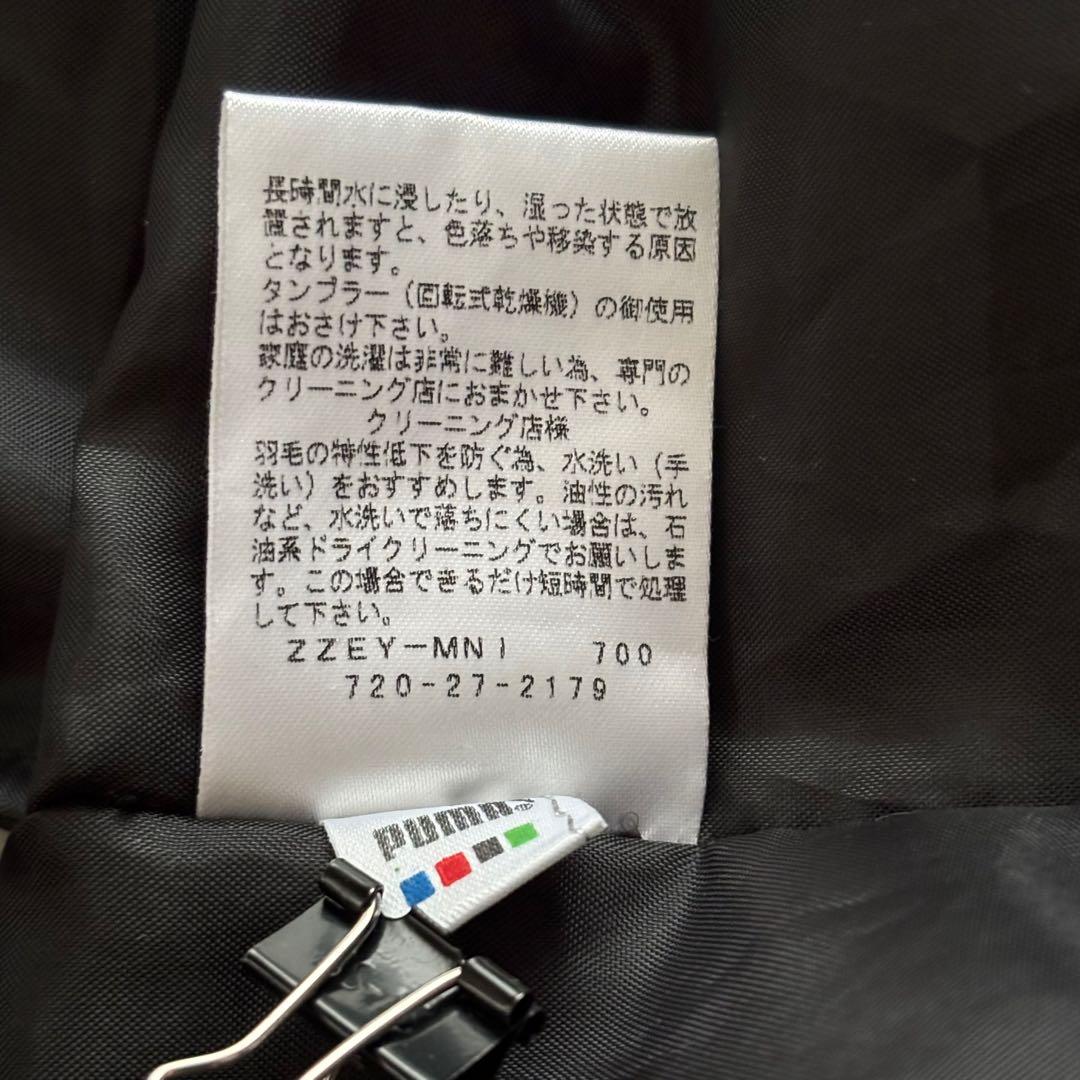 長時間水に浸したり、湿った状態で放
置されますと、色落ちや移染する原因
となります。
タンブラー（回転式乾燥機）の御使用
はおさけ下さい。
家庭の洗濯は非常に難しい為、専門の
クリーニング店におまかせ下さい。
クリーニング店様
羽毛の特性低下を防ぐ為、水洗い（手
洗い）をおすすめします。油性の汚れ
など、水洗いで落ちにくい場合は、石
油系ドライクリーニングでお願いしま
す。この場合できるだけ短時間で処理
して下さい。
ZZEY-MNI 700
720-27-2179
PUMA